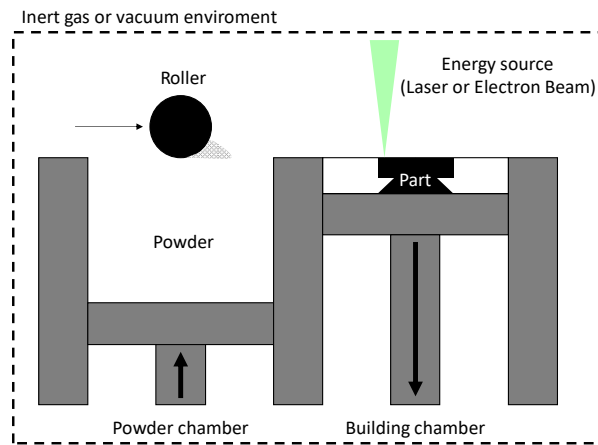 Inert gas or vacuum enviroment
Roller
Energy source
(Laser or Electron Beam)
Part
Powder
Powder chamber
Building chamber